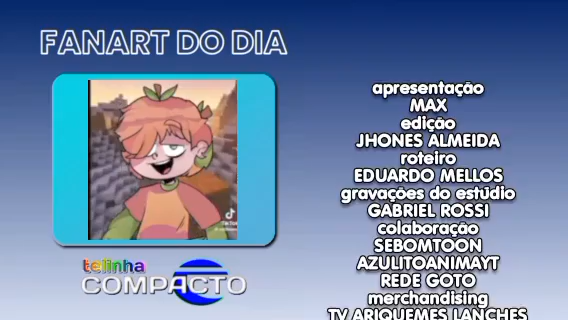 FANART DO DIA
telinha
COMPACTO
apresentação
MAX
edição
JHONES ALMEIDA
roteiro
EDUARDO MELLOS
gravações do estúdio
GABRIEL ROSSI
colaboração
SEBOMTOON
AZULITOANIMAYT
REDE GOTO
merchandising
TV ARIQUEMES LANCHES